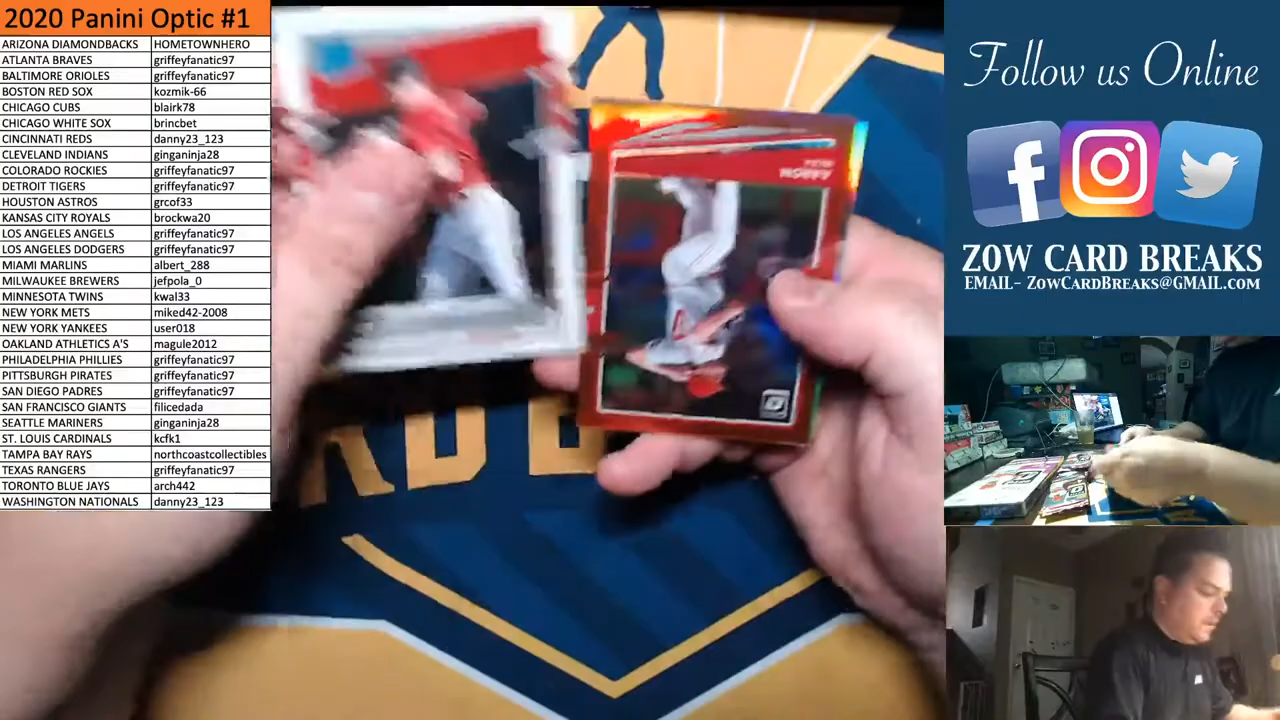 2020 Panini Optic #1
ARIZONA DIAMONDBACKS HOMETOWNHERO
ATLANTA BRAVES griffeyfanatic97
BALTIMORE ORIOLES griffeyfanatic97
BOSTON RED SOX kozmik-66
CHICAGO CUBS blairk78
CHICAGO WHITE SOX brincbet
CINCINNATI REDS danny23_123
CLEVELAND INDIANS ginganinja28
COLORADO ROCKIES griffeyfanatic97
DETROIT TIGERS griffeyfanatic97
HOUSTON ASTROS grcof33
KANSAS CITY ROYALS brockwa20
LOS ANGELES ANGELS griffeyfanatic97
LOS ANGELES DODGERS griffeyfanatic97
MIAMI MARLINS albert_288
MILWAUKEE BREWERS jefpola_0
MINNESOTA TWINS kwal33
NEW YORK METS miked42-2008
NEW YORK YANKEES user018
OAKLAND ATHLETICS A'S magule2012
PHILADELPHIA PHILLIES griffeyfanatic97
PITTSBURGH PIRATES griffeyfanatic97
SAN DIEGO PADRES griffeyfanatic97
SAN FRANCISCO GIANTS filicedada
SEATTLE MARINERS ginganinja28
ST. LOUIS CARDINALS kcfk1
TAMPA BAY RAYS northcoastcollectibles
TEXAS RANGERS griffeyfanatic97
TORONTO BLUE JAYS arch442
WASHINGTON NATIONALS danny23_123
AARON
NOLA
Follow us Online
ZOW CARD BREAKS
EMAIL- ZOWCARDBREAKS@GMAIL.COM